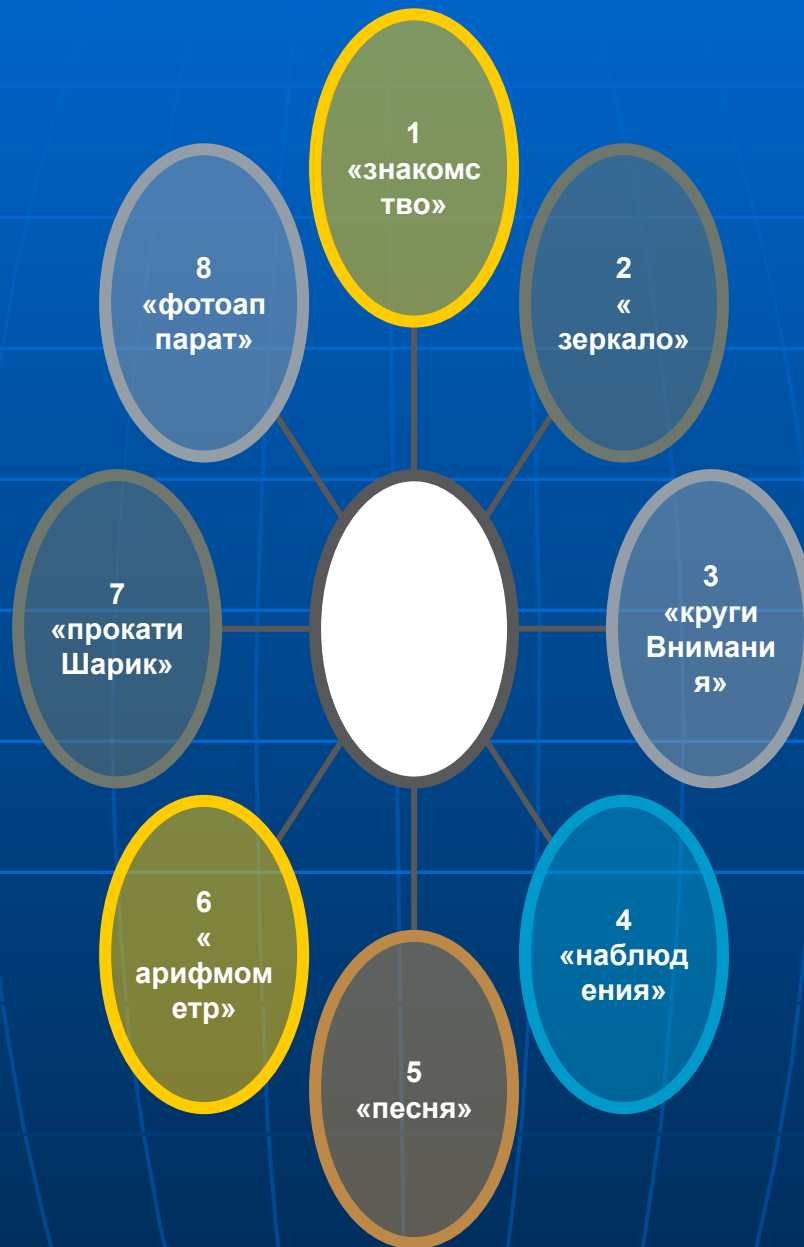 1
«знакомс
тво»
2
«
зеркало»
3
«круги
Внимани
я»
4
«наблюд
ения»
5
«песня»
6
«
арифмом
етр»
7
«прокати
Шарик»
8
«фотоап
парат»